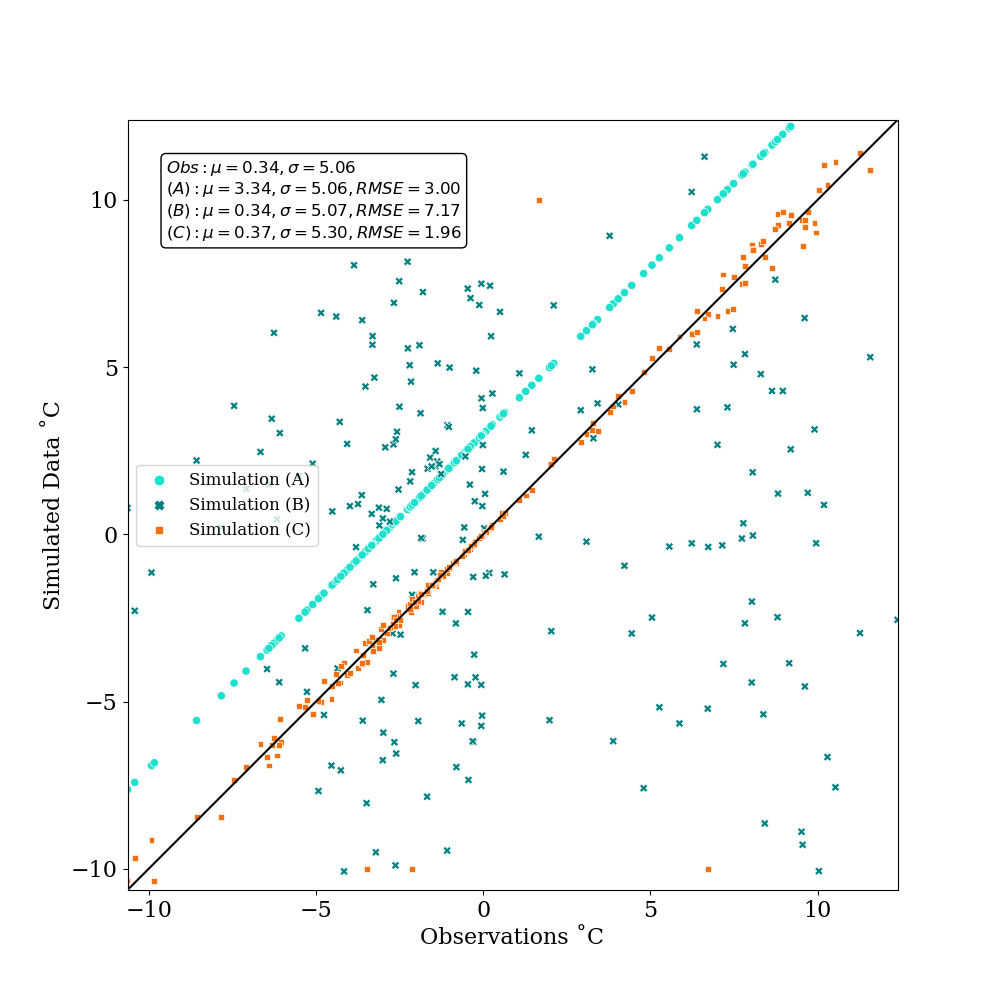 Obs : μ = 0.34, σ = 5.06
(A) : μ = 3.34, σ = 5.06, RMSE = 3.00
(B) : μ = 0.34, σ = 5.07, RMSE = 7.17
(C) : μ = 0.37, σ = 5.30, RMSE = 1.96
Simulation (A)
Simulation (B)
Simulation (C)
10
5
0
−5
−10
Simulated Data ˚C
−10
−5
0
5
10
Observations ˚C